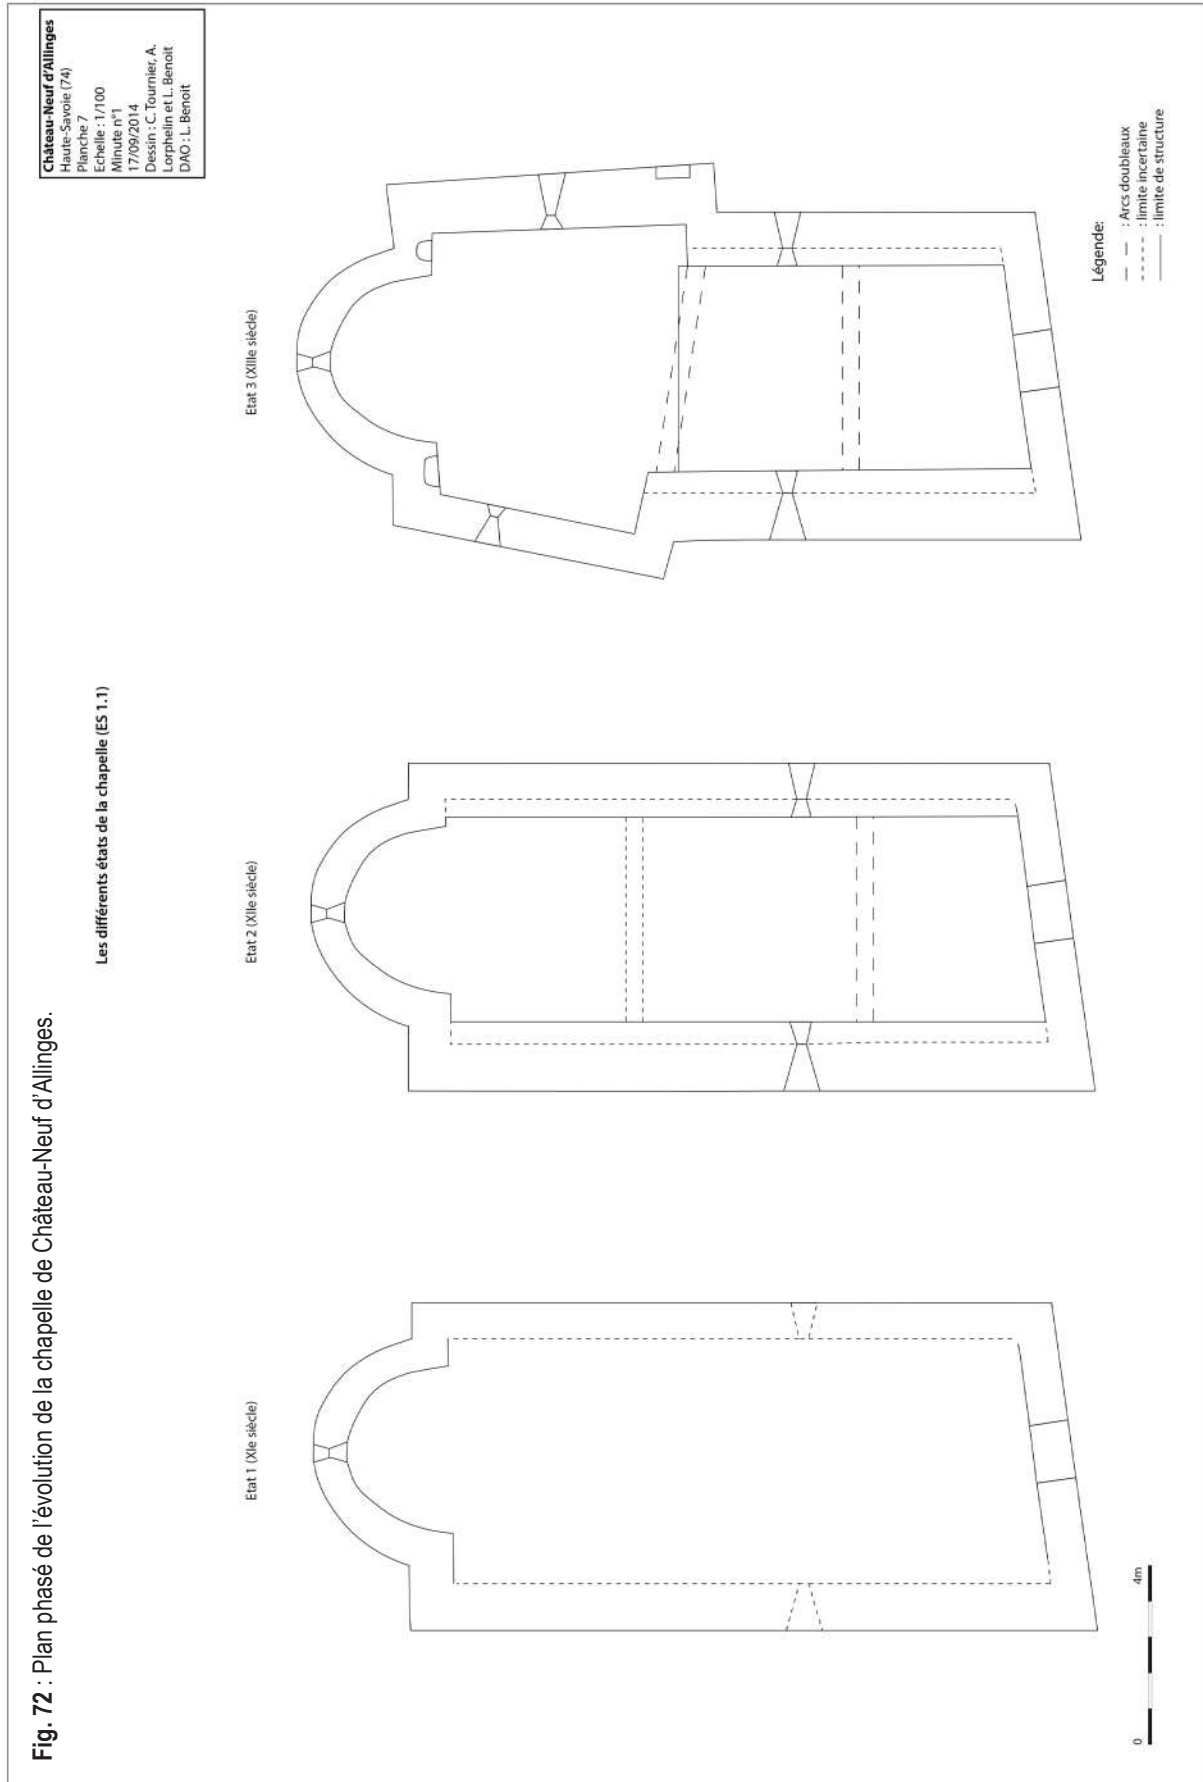 Fig. 72 : Plan phasé de l'évolution de la chapelle de Château-Neuf d'Allinges.
Château-Neuf d'Allinges
Haute-Savoie (74)
Planche 7
Echelle : 1/100
Minute n°1
17/09/2014
Dessin : C. Tournier, A.
Lorphelin et L. Benoit
DAO : L. Benoit
Les différents états de la chapelle (ES 1.1)
Etat 1 (XIe siècle)
Etat 2 (XIIe siècle)
Etat 3 (XIIIe siècle)
Légende:
: Arcs doubleaux
: limite incertaine
: limite de structure
0 4m